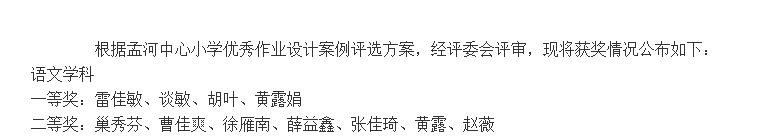 根据孟河中心小学优秀作业设计案例评选方案，经评委会评审，现将获奖情况公布如下：
语文学科
一等奖：雷佳敏、谈敏、胡叶、黄露娟
二等奖：巢秀芬、曹佳爽、徐雁南、薛益鑫、张佳琦、黄露、赵薇